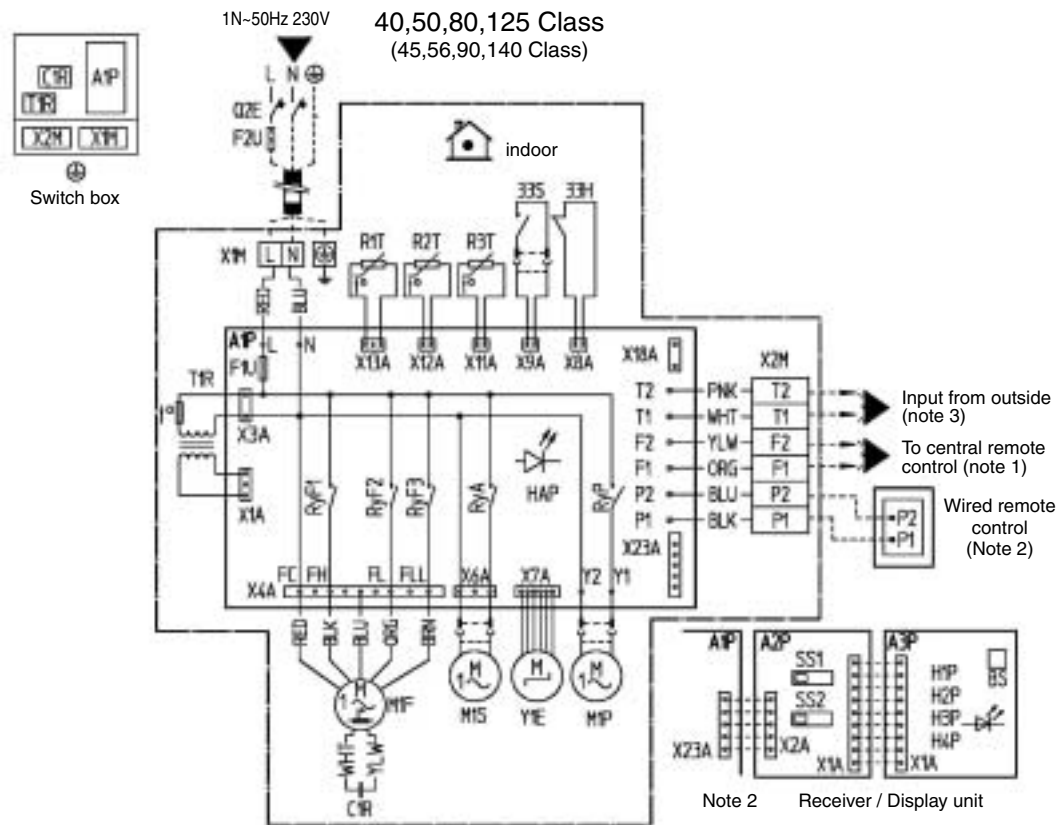 1N~50Hz 230V
40,50,80,125 Class
(45,56,90,140 Class)
C1R
A1P
T1R
X2M
X1M
Switch box
L N
Q2E
F2U
indoor
33S 33H
X1M
L N
R1T R2T R3T
RED
BLU
A1P
L
N
F1U
X13A X12A X11A X9A X8A
X18A
X2M
T1R
X3A
X1A
T2 PNK T2
T1 WHT T1
F2 YLW F2
F1 ORG F1
P2 BLU P2
P1 BLK P1
Input from outside
(note 3)
To central remote
control (note 1)
Wired remote
control
(Note 2)
P2
P1
RyF1
RyF2
RyF3
RyA
HAP
RyP
X23A
X4A
FC FH FL FLL
X6A
X7A
Y2 Y1
RED
BLK
BLU
ORG
BRN
M
1
M1F
M
1
M1S
M
Y1E
M
1
M1P
WHT
YLW
C1R
A1P
X23A
A2P
SS1
SS2
X2A
X1A
A3P
BS
H1P
H2P
H3P
H4P
X1A
Note 2
Receiver / Display unit